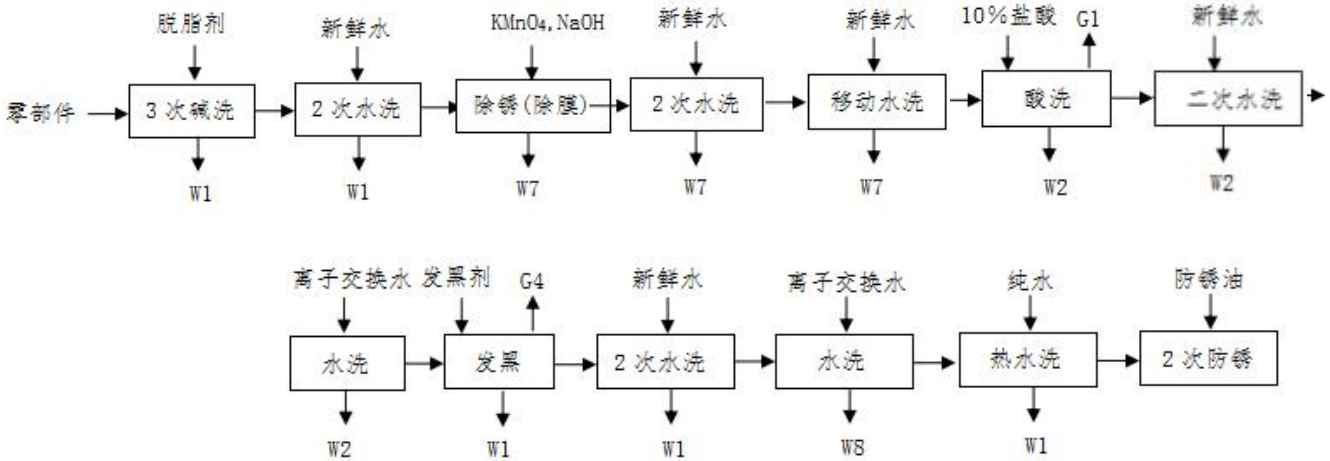 脱脂剂 新鲜水 KMnO4,NaOH 新鲜水 新鲜水 10%盐酸 G1 新鲜水
零部件 3次碱洗 2次水洗 除锈(除膜) 2次水洗 移动水洗 酸洗 二次水洗
W1 W1 W7 W7 W7 W2 W2
离子交换水 发黑剂 G4 新鲜水 离子交换水 纯水 防锈油
水洗 发黑 2次水洗 水洗 热水洗 2次防锈
W2 W1 W1 W8 W1